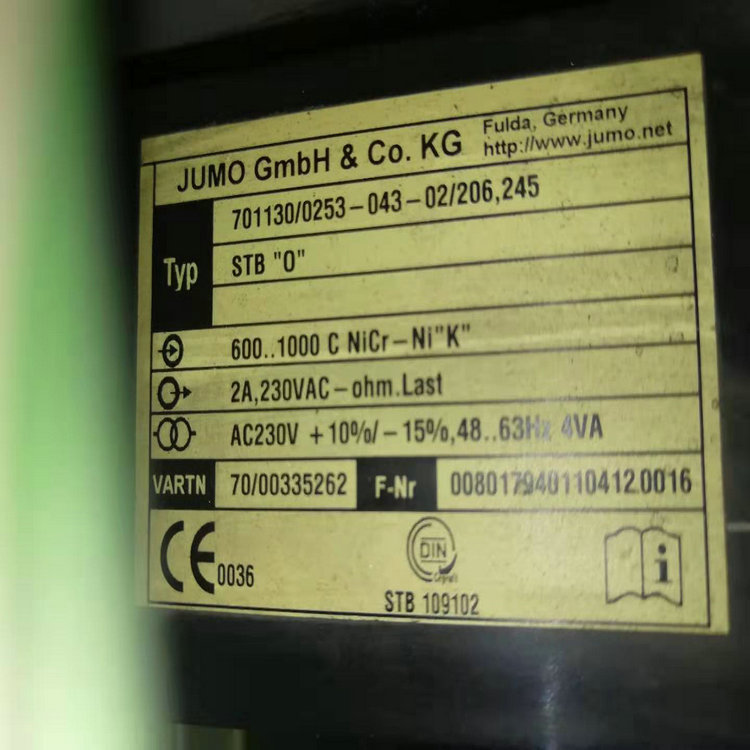 JUMO GmbH & Co. KG
Fulda, Germany
http://www.jumo.net
Typ
701130/0253-043-02/206,245
STB "O"
600..1000 C NiCr-Ni"K"
2A,230VAC-ohm.Last
AC230V +10%/-15%,48..63Hz 4VA
VARTN 70/00335262 F-Nr 0080179401104120016
CE 0036
DIN
STB 109102
i